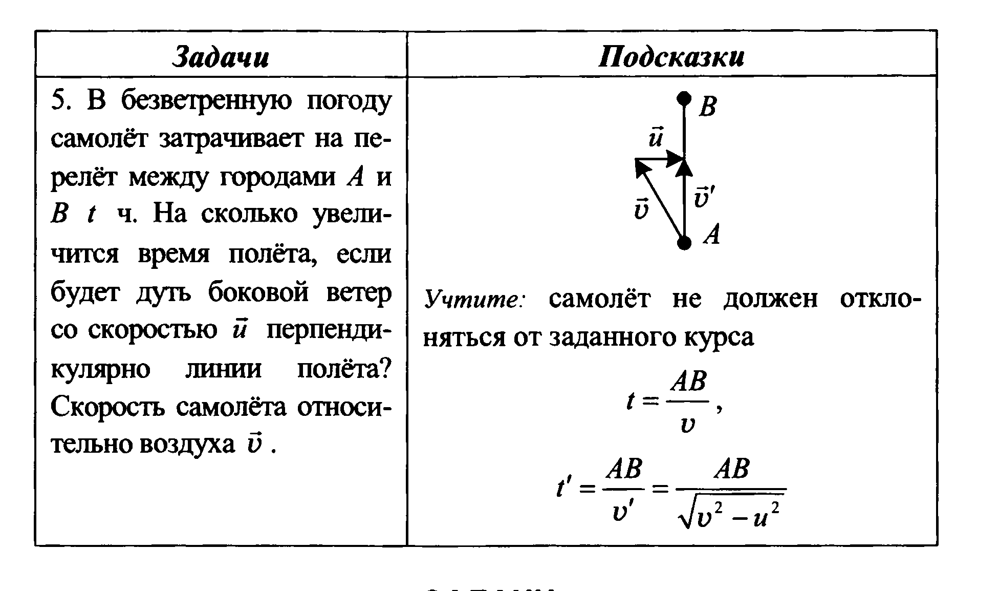 Задачи
Подсказки
5. В безветренную погоду
самолёт затрачивает на пе-
релёт между городами A и
B t ч. На сколько увели-
чится время полёта, если
будет дуть боковой ветер
со скоростью u⃗ перпенди-
кулярно линии полёта?
Скорость самолёта относи-
тельно воздуха v⃗ .
B
u⃗
v⃗
v⃗′
A
Учтите: самолёт не должен откло-
няться от заданного курса
t = AB/v ,
t′ = AB/v′ = AB/√(v² − u²)